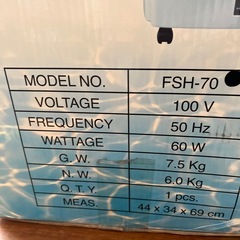 MODEL NO. FSH-70
VOLTAGE 100 V
FREQUENCY 50 Hz
WATTAGE 60 W
G. W. 7.5 Kg
N. W. 6.0 Kg
Q. T. Y 1 pcs.
MEAS. 44 x 34 x 69 cm